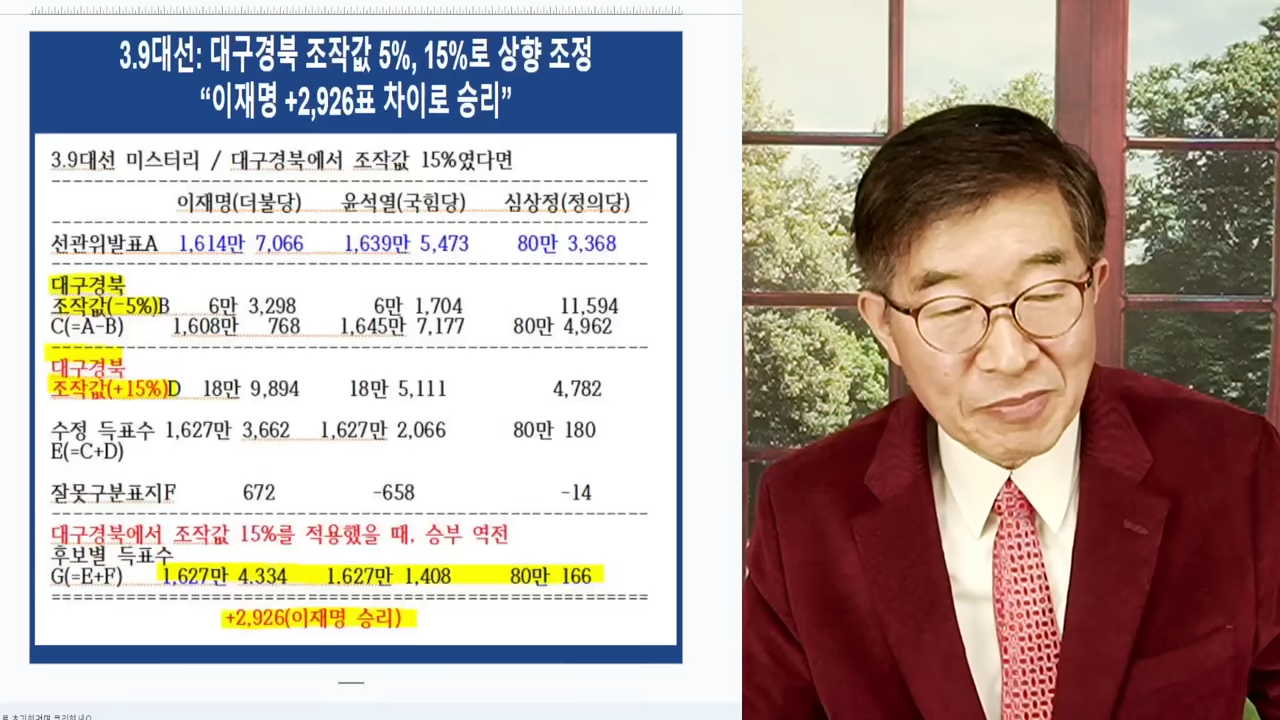 3.9대선: 대구경북 조작값 5%, 15%로 상향 조정
“이재명 +2,926표 차이로 승리”
3.9대선 미스터리 / 대구경북에서 조작값 15%였다면
이재명(더불당) 윤석열(국힘당) 심상정(정의당)
선관위발표A 1,614만 7,066 1,639만 5,473 80만 3,368
대구경북
조작값(-5%)B 6만 3,298 6만 1,704 11,594
C(=A-B) 1,608만 768 1,645만 7,177 80만 4,962
대구경북
조작값(+15%)D 18만 9,894 18만 5,111 4,782
수정 득표수 1,627만 3,662 1,627만 2,066 80만 180
E(=C+D)
잘못구분표지F 672 -658 -14
대구경북에서 조작값 15%를 적용했을 때, 승부 역전
후보별 득표수
G(=E+F) 1,627만 4,334 1.627만 1,408 80만 166
+2,926(이재명 승리)